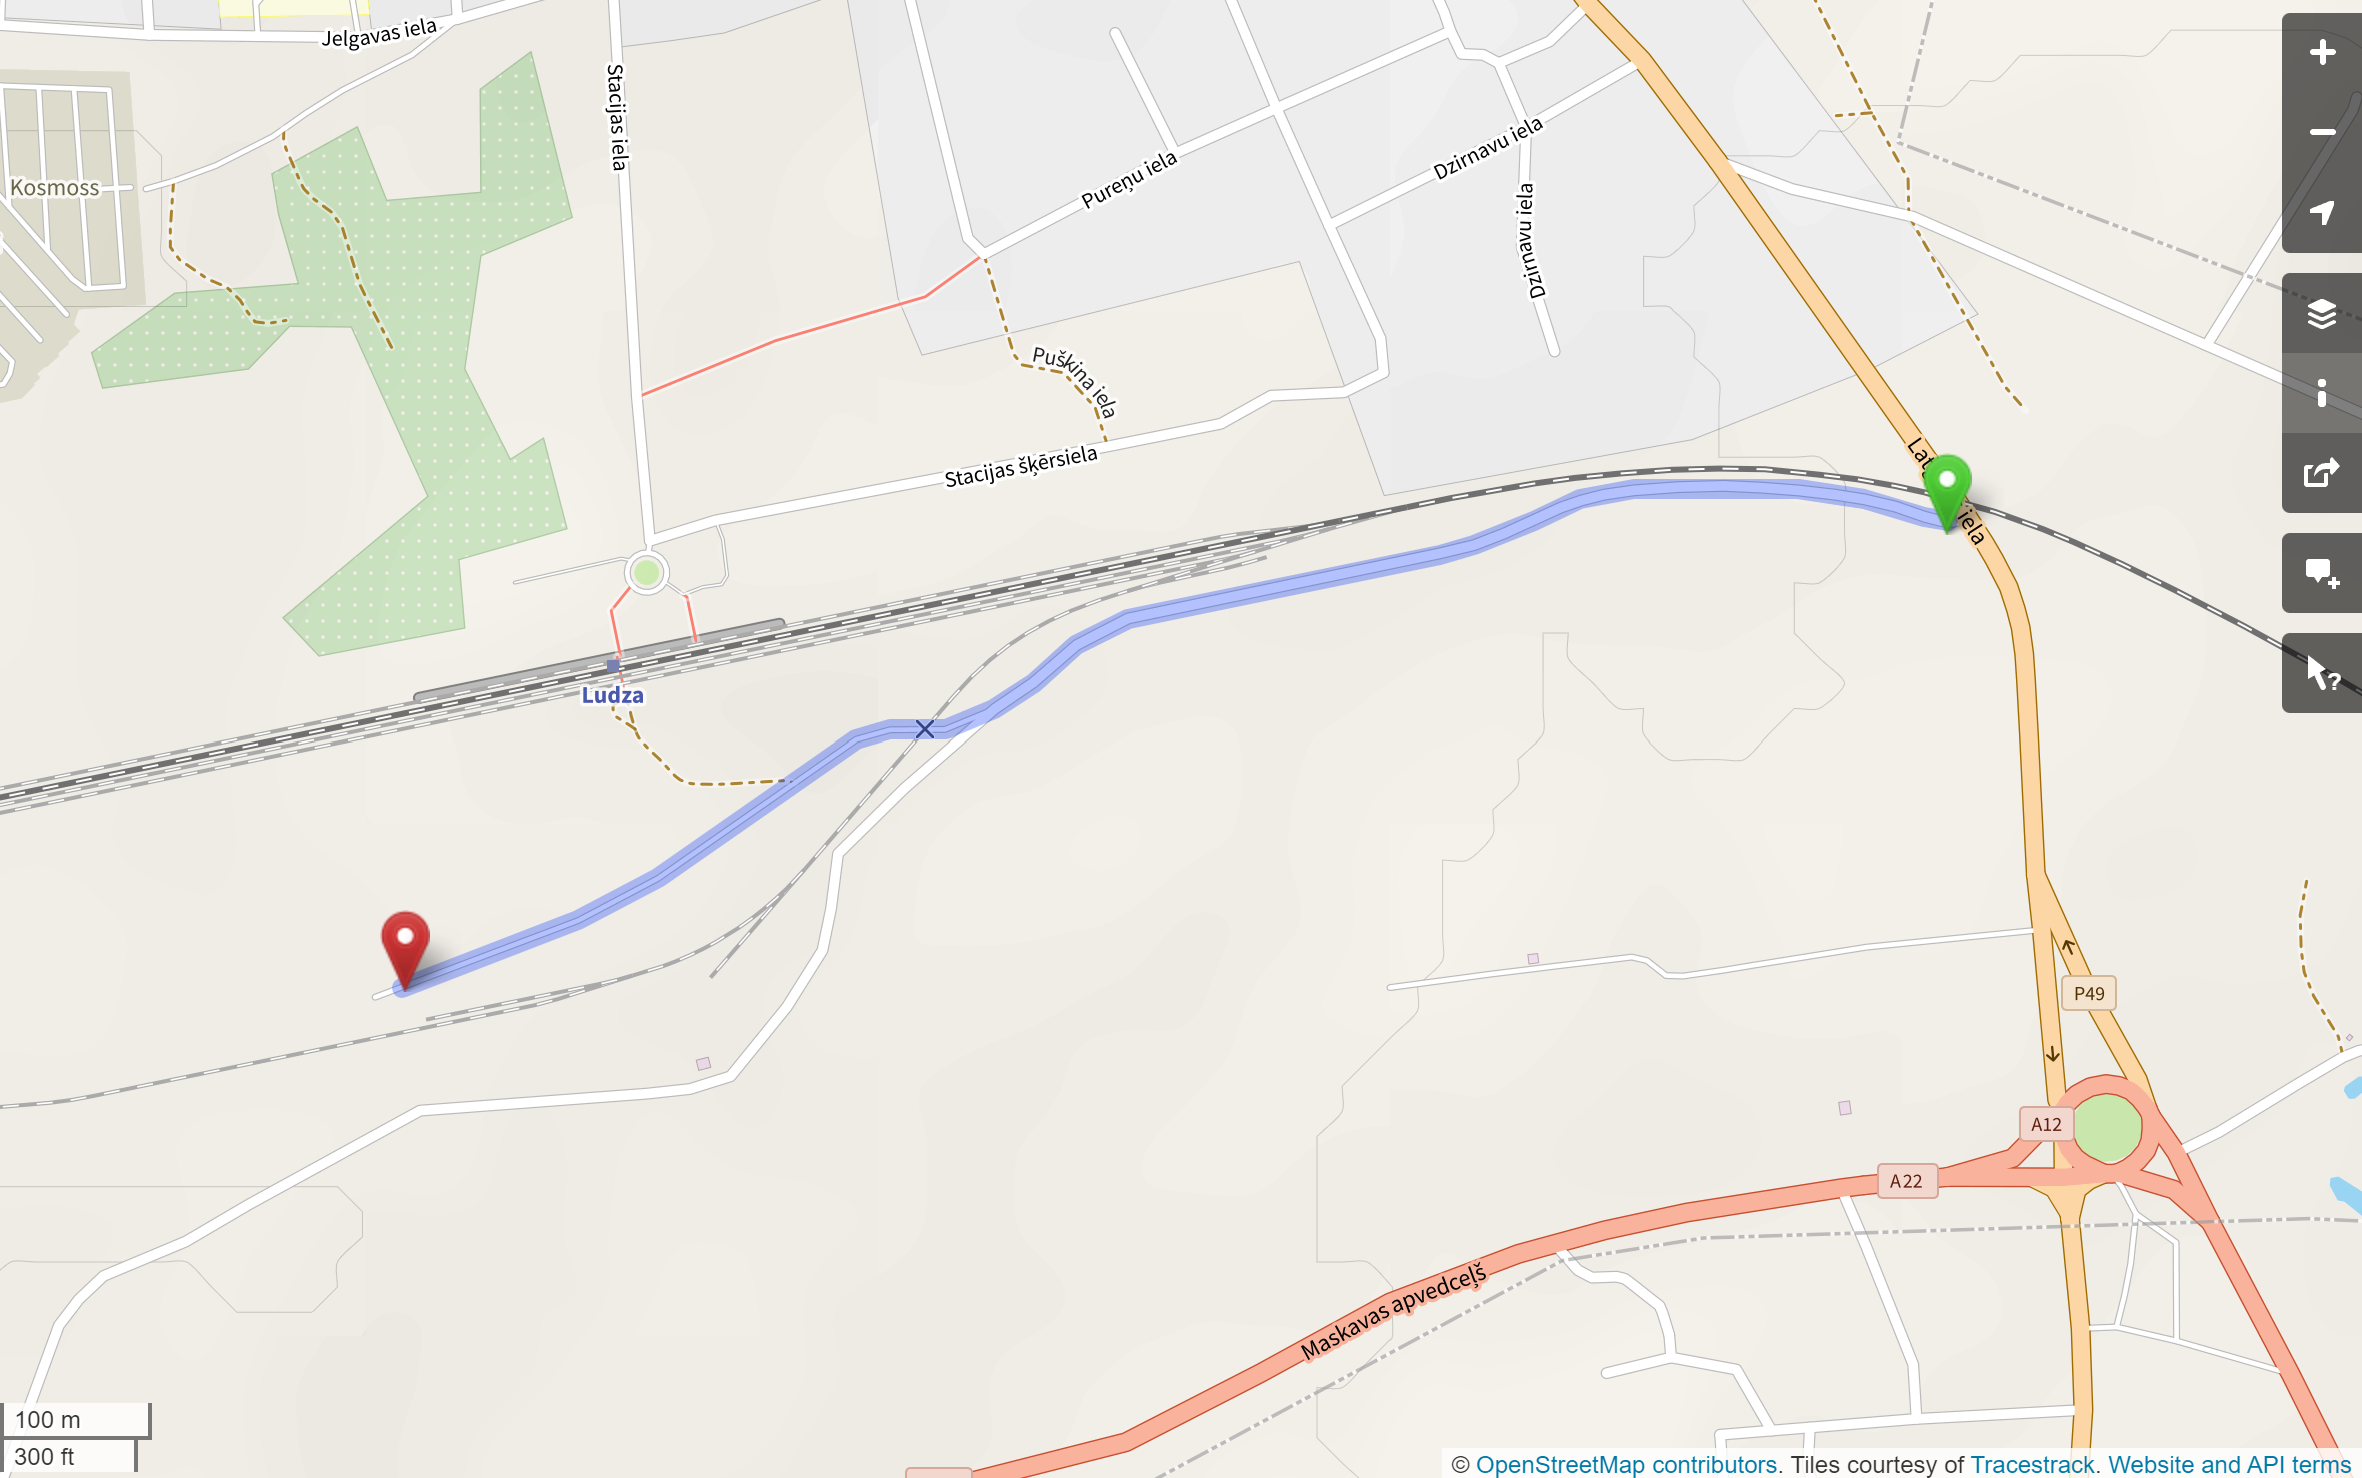 Jelgavas iela
Stacijas iela
Kosmoss
Pureņu iela
Dzirnavu iela
Dzirnavu iela
Puškina iela
Stacijas šķērsiela
iela
Ludza
P49
A12
A22
Maskavas apvedceļš
100 m
300 ft
© OpenStreetMap contributors. Tiles courtesy of Tracestrack. Website and API terms